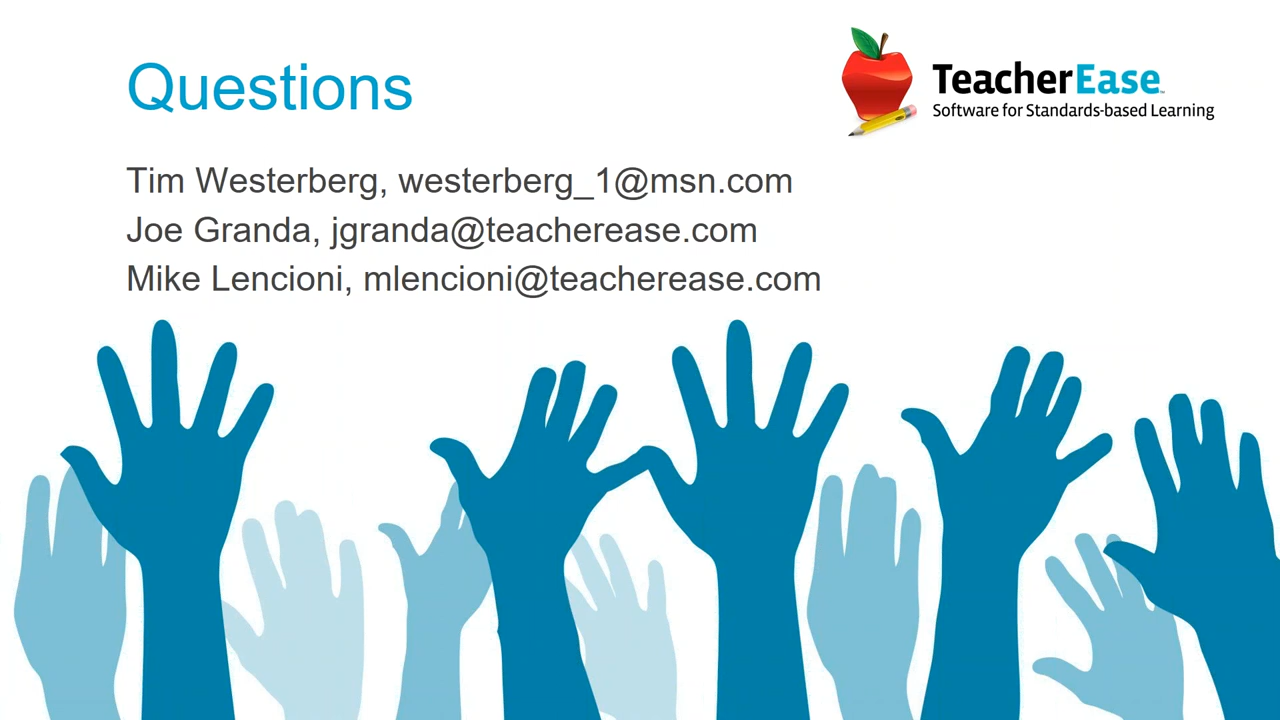 Questions
TeacherEase™
Software for Standards-based Learning
Tim Westerberg, westerberg_1@msn.com
Joe Granda, jgranda@teacherease.com
Mike Lencioni, mlencioni@teacherease.com